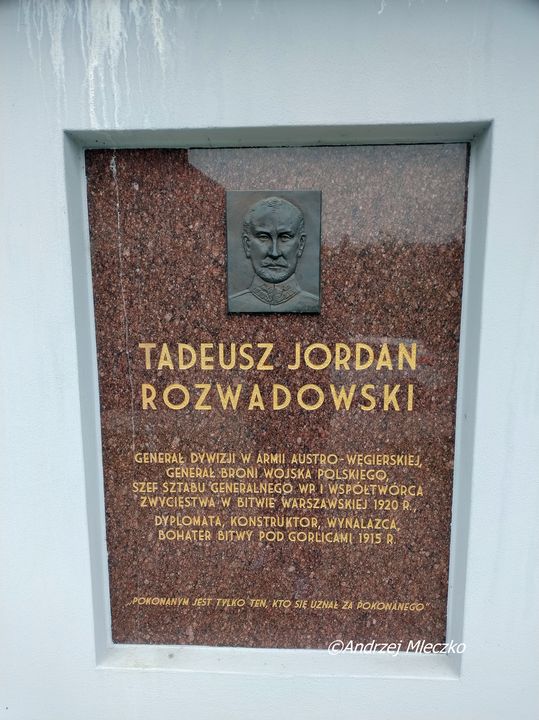 TADEUSZ JORDAN
ROZWADOWSKI
GENERAŁ DYWIZJI W ARMII AUSTRO-WĘGIERSKIEJ,
GENERAŁ BRONI WOJSKA POLSKIEGO,
SZEF SZTABU GENERALNEGO WP I WSPÓŁTWÓRCA
ZWYCIĘSTWA W BITWIE WARSZAWSKIEJ 1920 R.,
DYPLOMATA, KONSTRUKTOR, WYNALAZCA,
BOHATER BITWY POD GORLICAMI 1915 R.
„POKONANYM JEST TYLKO TEN, KTO SIĘ UZNAŁ ZA POKONANEGO"
©Andrzej Mleczko